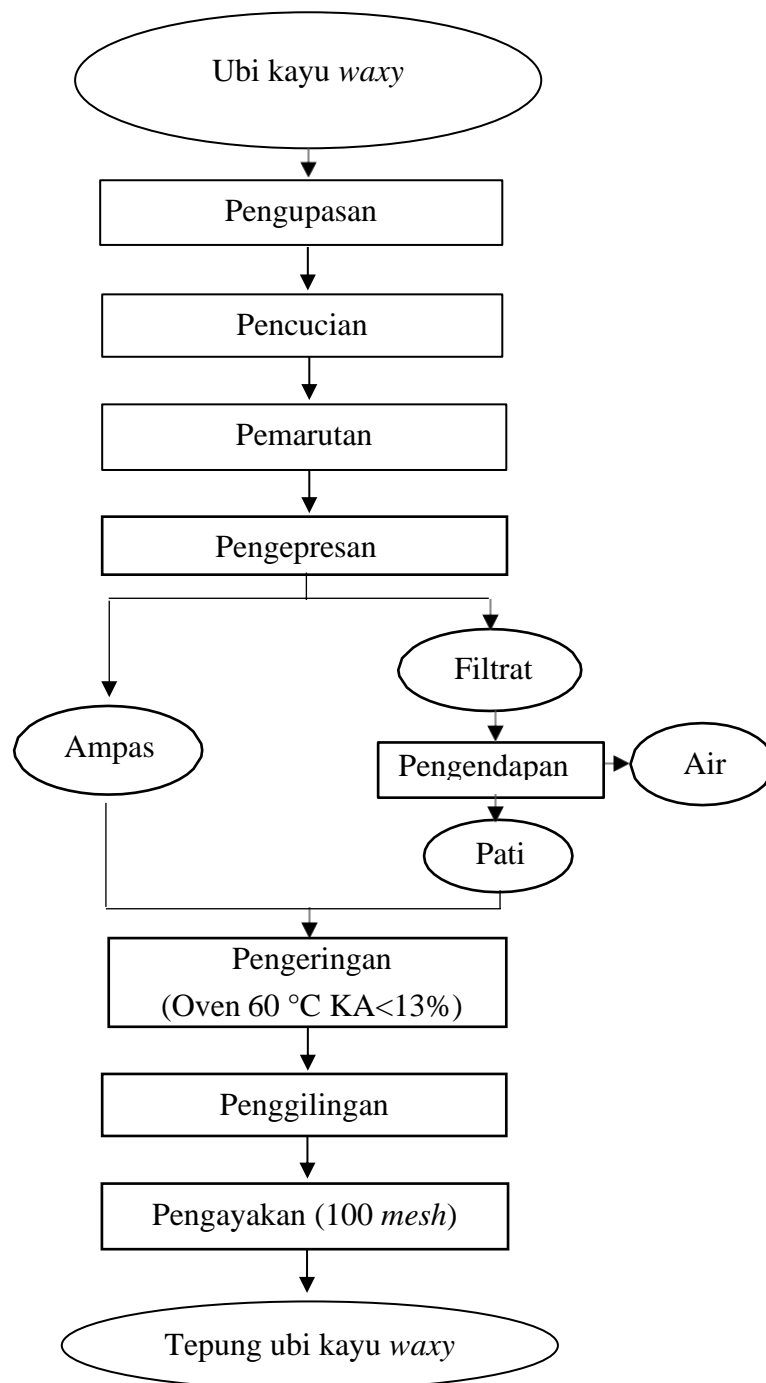 Ubi kayu waxy
Pengupasan
Pencucian
Pemarutan
Pengepresan
Filtrat
Ampas
Pengendapan
Air
Pati
Pengeringan
(Oven 60 °C KA<13%)
Penggilingan
Pengayakan (100 mesh)
Tepung ubi kayu waxy